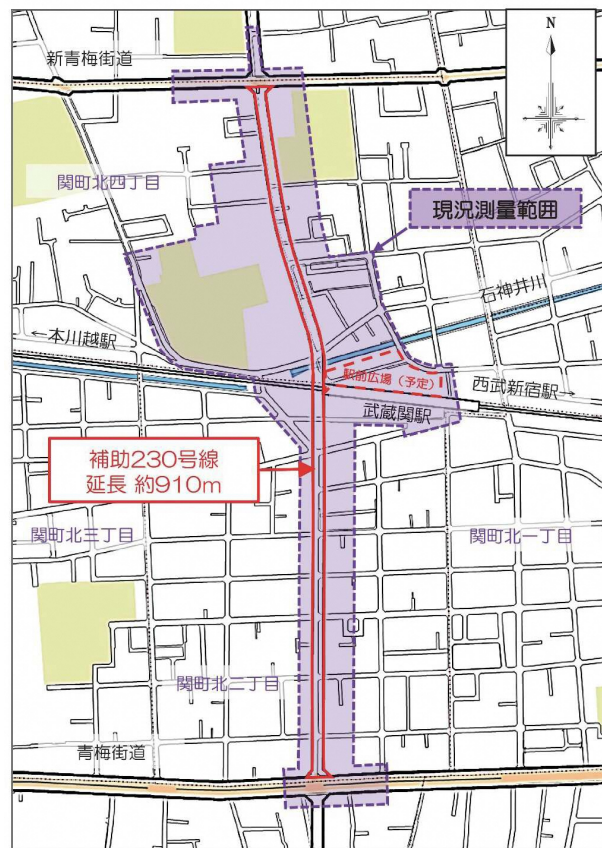 N
新青梅街道
関町北四丁目
現況測量範囲
石神井川
←本川越駅
駅前広場（予定）
西武新宿駅→
武蔵関駅
補助230号線
延長 約910m
関町北三丁目
関町北一丁目
関町北二丁目
青梅街道